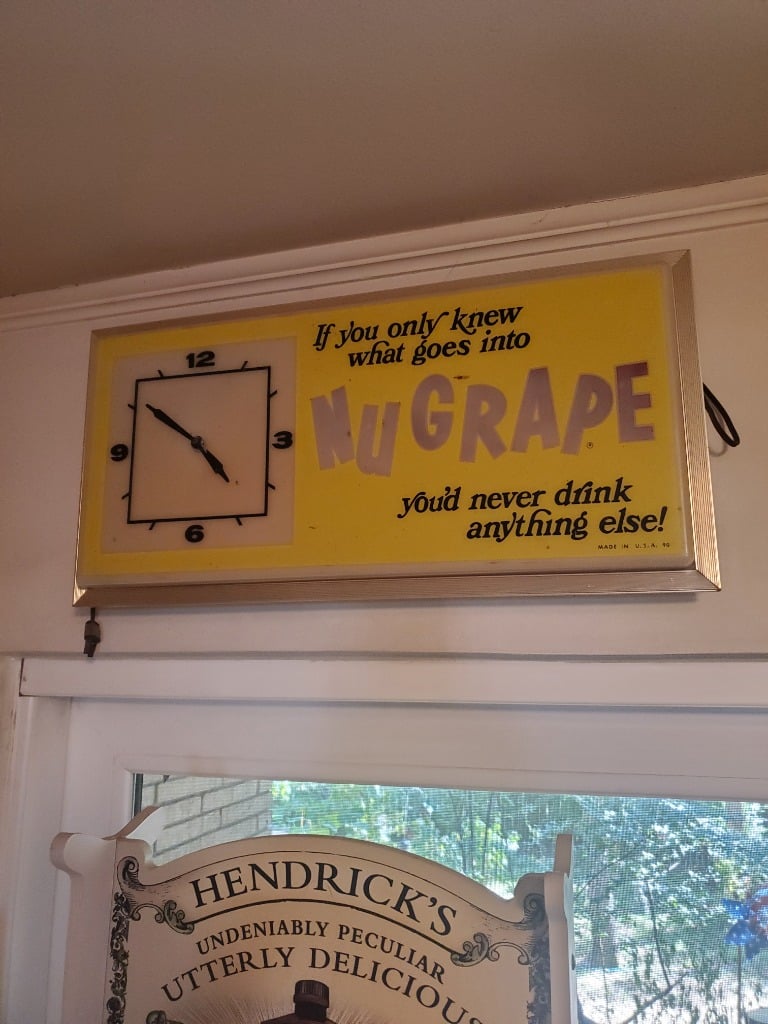 12
3
6
9
If you only knew
what goes into
NUGRAPE
you'd never drink
anything else!
MADE IN U.S.A. 90
HENDRICK'S
UNDENIABLY PECULIAR
UTTERLY DELICIOUS